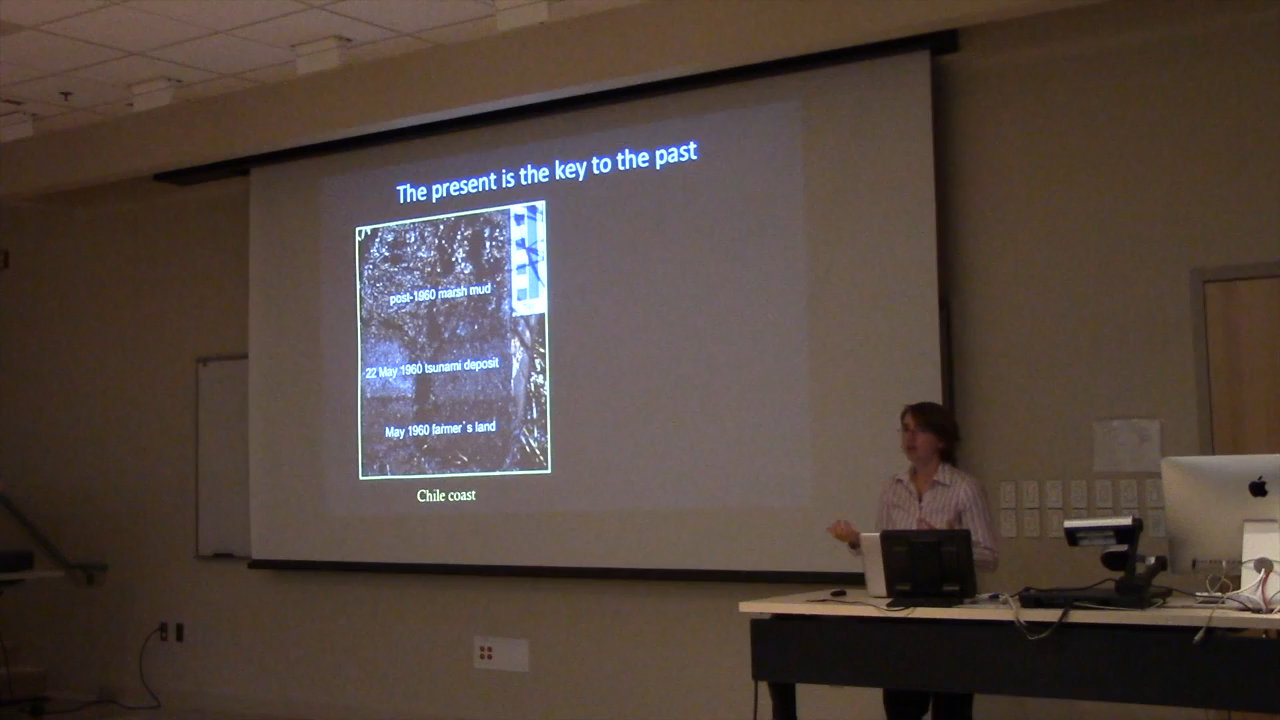 The present is the key to the past
post-1960 marsh mud
22 May 1960 tsunami deposit
May 1960 farmer`s land
Chile coast